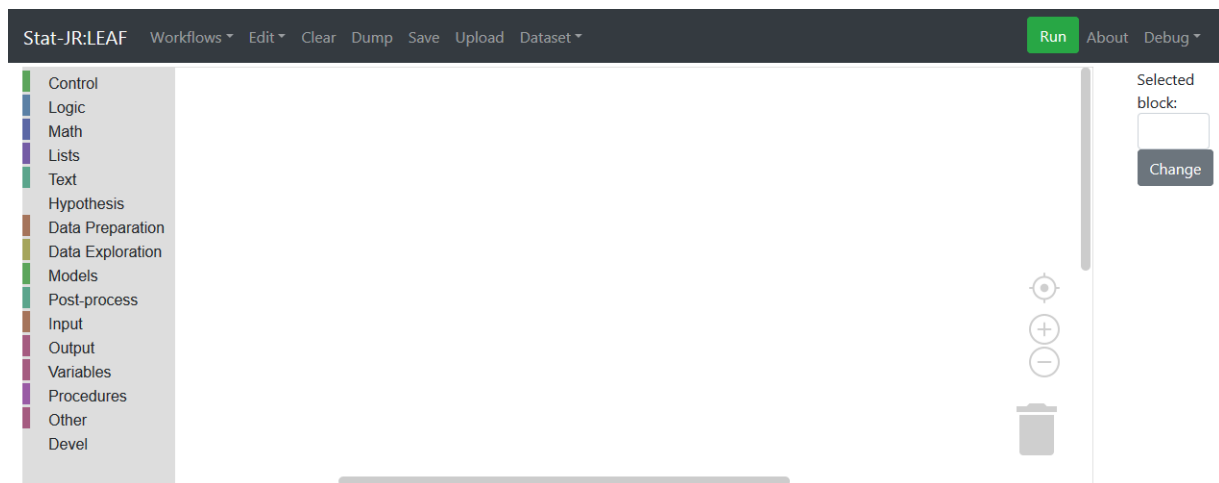 Stat-JR:LEAF Workflows Edit Clear Dump Save Upload Dataset Run About Debug
Control
Logic
Math
Lists
Text
Hypothesis
Data Preparation
Data Exploration
Models
Post-process
Input
Output
Variables
Procedures
Other
Devel
Selected
block:
Change